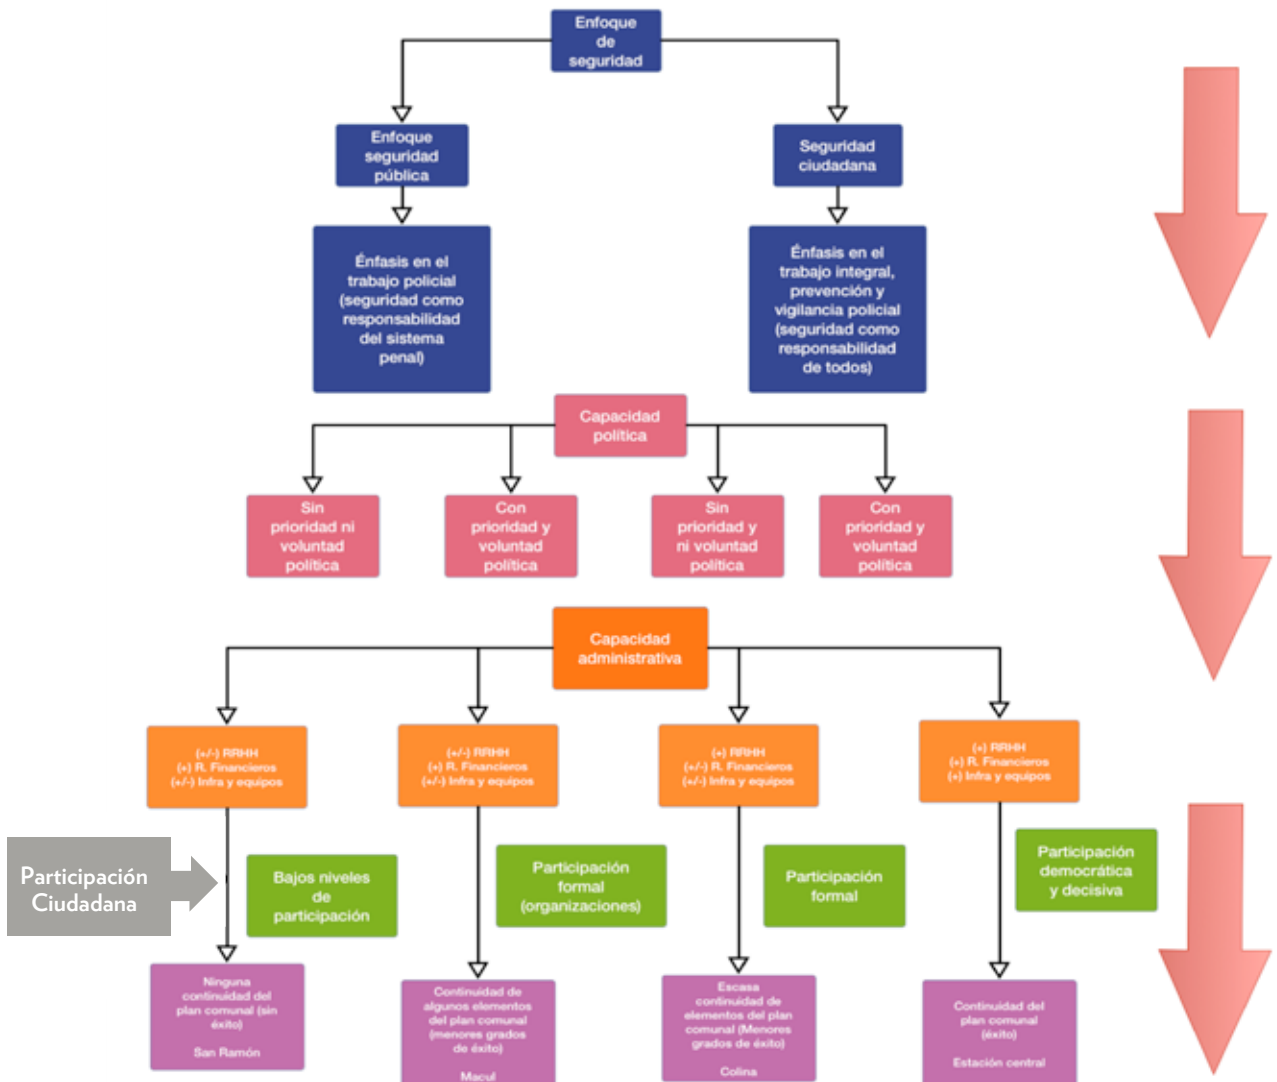 Enfoque
de
seguridad
Enfoque
seguridad
pública
Seguridad
ciudadana
Énfasis en el
trabajo policial
(seguridad como
responsabilidad
del sistema
penal)
Énfasis en el
trabajo integral,
prevención y
vigilancia policial
(seguridad como
responsabilidad
de todos)
Capacidad
política
Sin
prioridad ni
voluntad
política
Con
prioridad y
voluntad
política
Sin
prioridad y
ni voluntad
política
Con
prioridad y
voluntad
política
Capacidad
administrativa
(+/-) RRHH
(+) R. Financieros
(+/-) Infra y equipos
(+/-) RRHH
(+) R. Financieros
(+/-) Infra y equipos
(+) RRHH
(+/-) R. Financieros
(+/-) Infra y equipos
(+) RRHH
(+) R. Financieros
(+) Infra y equipos
Participación
Ciudadana
Bajos niveles
de
participación
Participación
formal
(organizaciones)
Participación
formal
Participación
democrática
y decisiva
Ninguna
continuidad del
plan comunal (sin
éxito)
San Ramón
Continuidad de
algunos elementos
del plan comunal
(menores grados
de éxito)
Macul
Escasa
continuidad de
elementos del plan
comunal (Menores
grados de éxito)
Colina
Continuidad del
plan comunal
(éxito)
Estación central